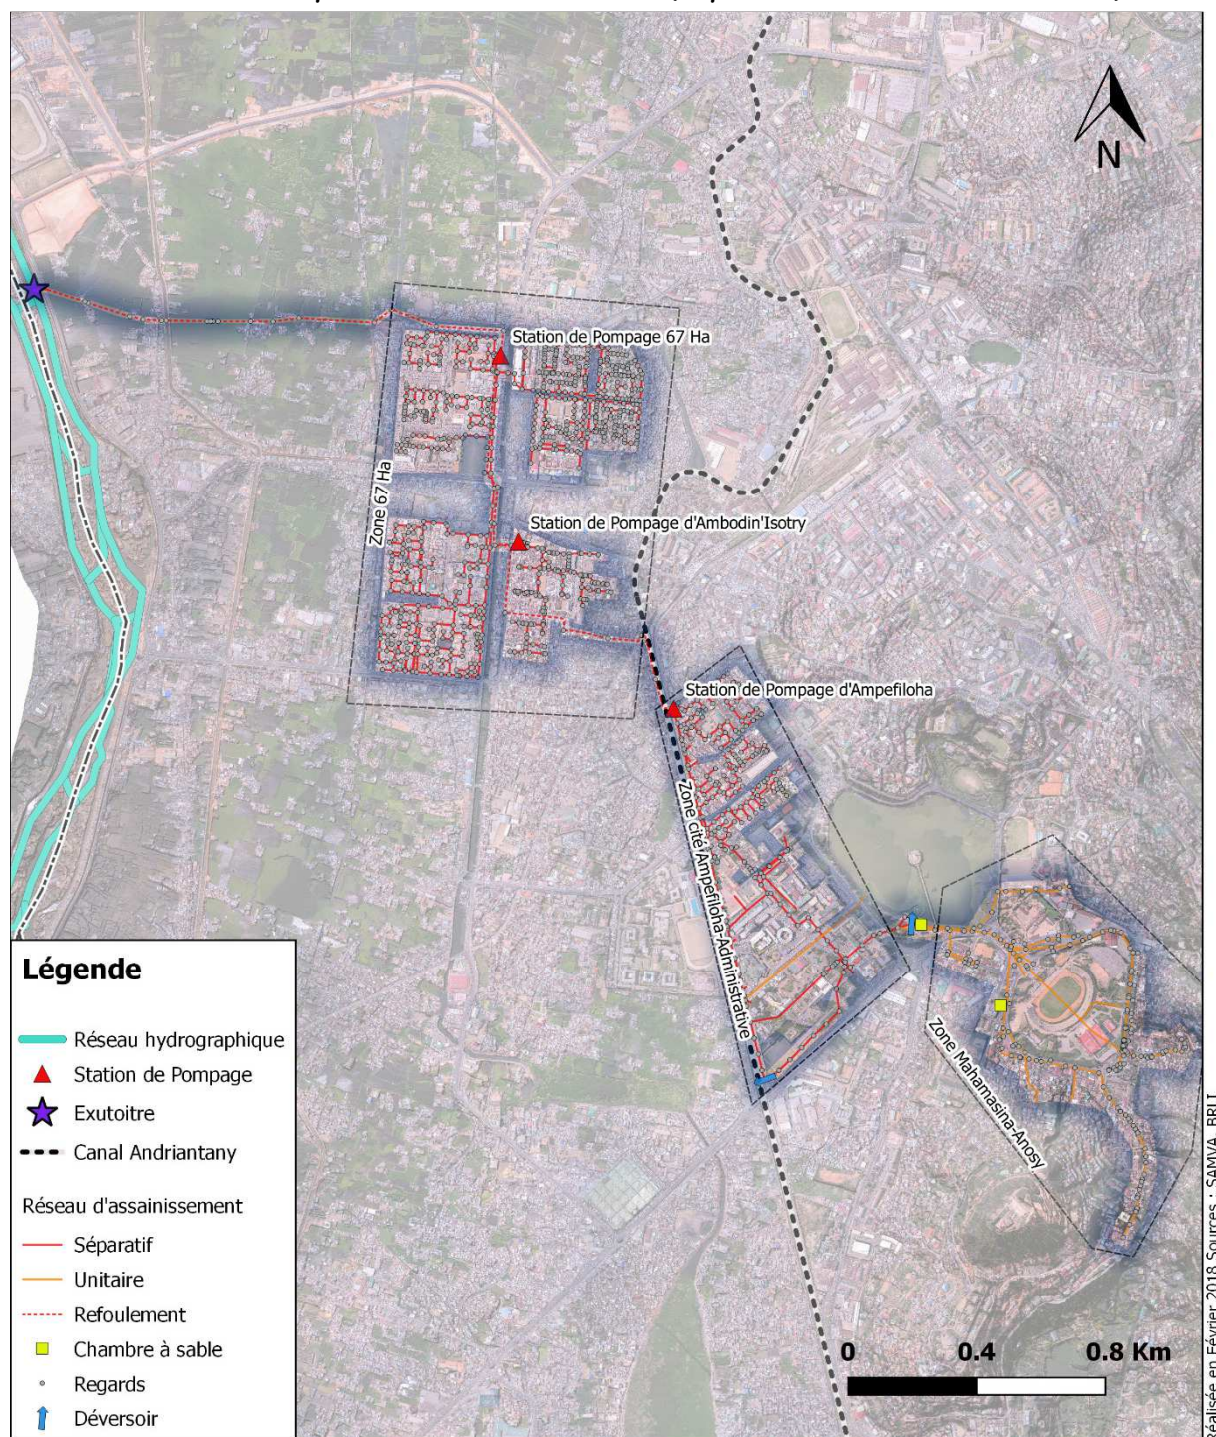 N
Station de Pompage 67 Ha
Zone 67 Ha
Station de Pompage d'Ambodin'Isotry
Station de Pompage d'Ampefiloha
Zone cité Ampefiloha-Administrative
Zone Mahamasina-Anosy
Légende
Réseau hydrographique
Station de Pompage
Exutoitre
Canal Andriantany
Réseau d'assainissement
Séparatif
Unitaire
Refoulement
Chambre à sable
Regards
Déversoir
0 0.4 0.8 Km
Réalisée en Février 2018 Sources : SAMVA, BRLI